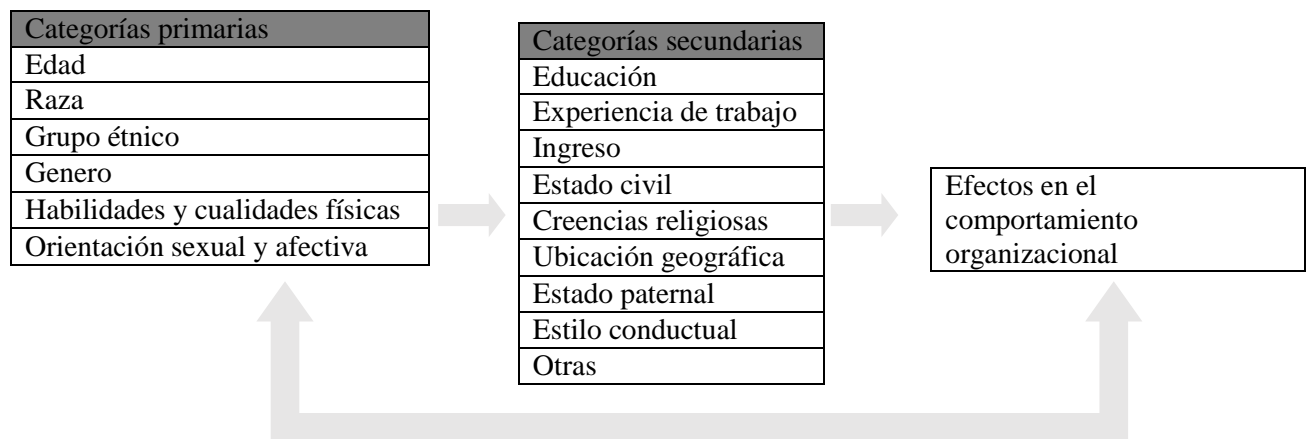 Categorías primarias
Edad
Raza
Grupo étnico
Genero
Habilidades y cualidades físicas
Orientación sexual y afectiva
Categorías secundarias
Educación
Experiencia de trabajo
Ingreso
Estado civil
Creencias religiosas
Ubicación geográfica
Estado paternal
Estilo conductual
Otras
Efectos en el
comportamiento
organizacional